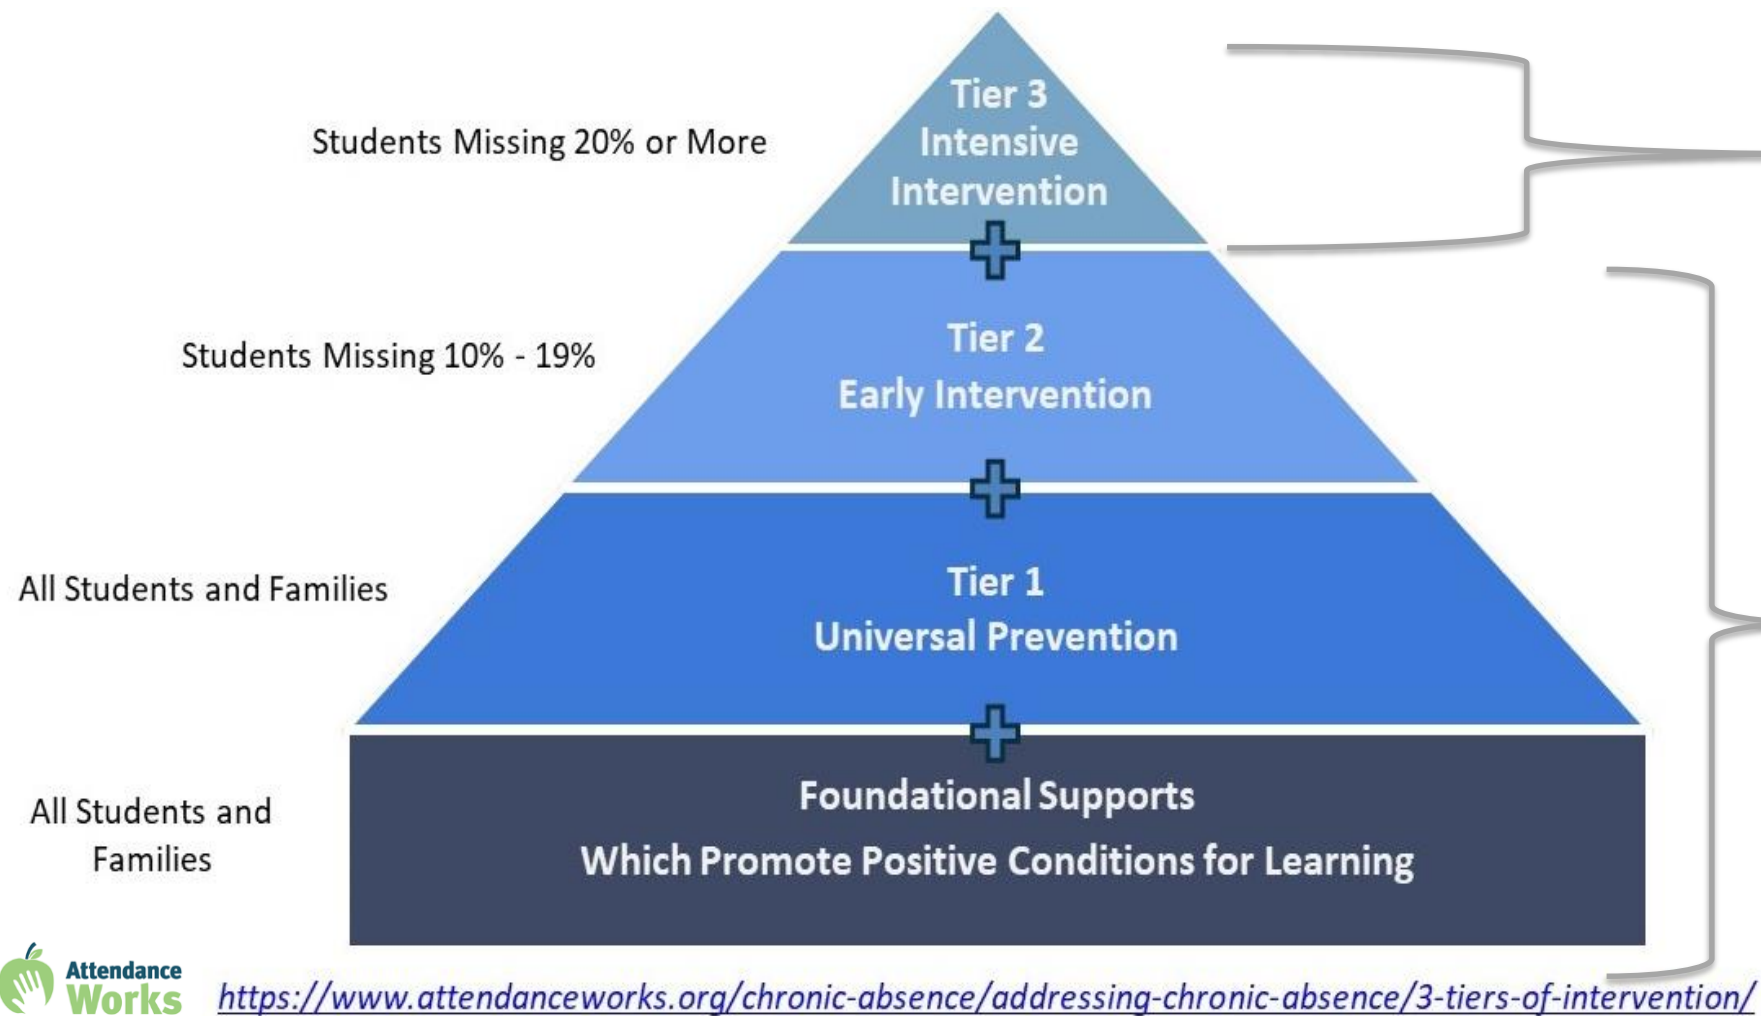 Students Missing 20% or More
Tier 3
Intensive
Intervention
Students Missing 10% - 19%
Tier 2
Early Intervention
All Students and Families
Tier 1
Universal Prevention
All Students and
Families
Foundational Supports
Which Promote Positive Conditions for Learning
Attendance
Works
https://www.attendanceworks.org/chronic-absence/addressing-chronic-absence/3-tiers-of-intervention/